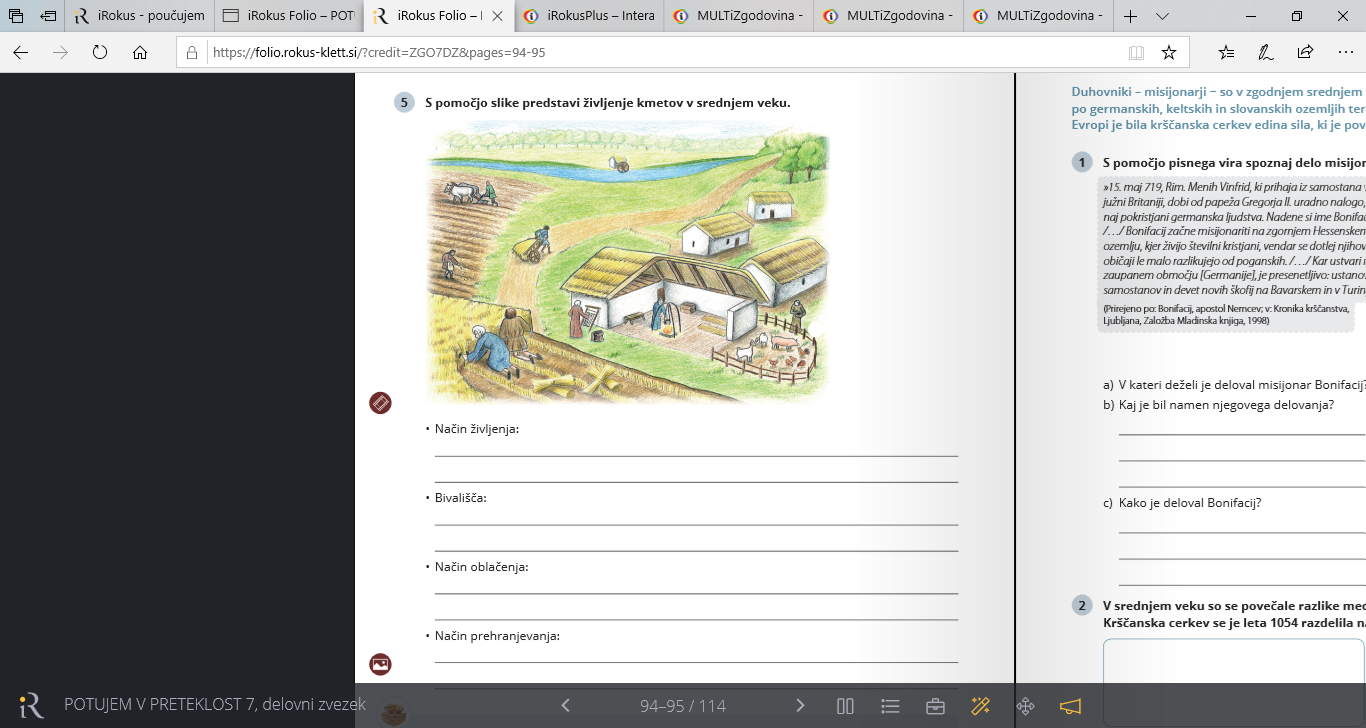 iRokus - poučujem
iRokus Folio – POT
iRokus Folio –
iRokusPlus – Intera
MULTiZgodovina -
MULTiZgodovina -
MULTiZgodovina -
https://folio.rokus-klett.si/?credit=ZGO7DZ&pages=94-95
5 S pomočjo slike predstavi življenje kmetov v srednjem veku.
• Način življenja:
• Bivališča:
• Način oblačenja:
• Način prehranjevanja:
Duhovniki – misijonarji – so v zgodnjem srednjem
po germanskih, keltskih in slovanskih ozemljih ter
Evropi je bila krščanska cerkev edina sila, ki je pov
1 S pomočjo pisnega vira spoznaj delo misijor
»15. maj 719, Rim. Menih Vinfrid, ki prihaja iz samostana
južni Britaniji, dobi od papeža Gregorja II. uradno nalogo,
naj pokristjani germanska ljudstva. Nadene si ime Bonifac
/.../ Bonifacij začne misijonariti na zgornjem Hessenskem
ozemlju, kjer živijo številni kristjani, vendar se dotlej njihov
običaji le malo razlikujejo od poganskih. /.../ Kar ustvari
zaupanem območju [Germanije], je presenetljivo: ustano
samostanov in devet novih škofij na Bavarskem in v Turin
(Prirejeno po: Bonifacij, apostol Nemcev; v: Kronika krščanstva,
Ljubljana, Založba Mladinska knjiga, 1998)
a) V kateri deželi je deloval misijonar Bonifacij?
b) Kaj je bil namen njegovega delovanja?
c) Kako je deloval Bonifacij?
2 V srednjem veku so se povečale razlike med
Krščanska cerkev se je leta 1054 razdelila n
iR POTUJEM V PRETEKLOST 7, delovni zvezek
94–95 / 114